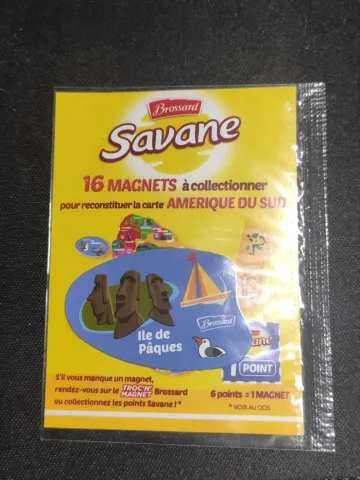 Brossard
Savane
16 MAGNETS à collectionner
pour reconstituer la carte AMERIQUE DU SUD
Ile de
Pâques
Brossard
POINT
S'il vous manque un magnet,
rendez-vous sur le TROC'N' MAGNET Brossard
ou collectionnez les points Savane ! *
6 points = 1 MAGNET
* VOIR AU DOS